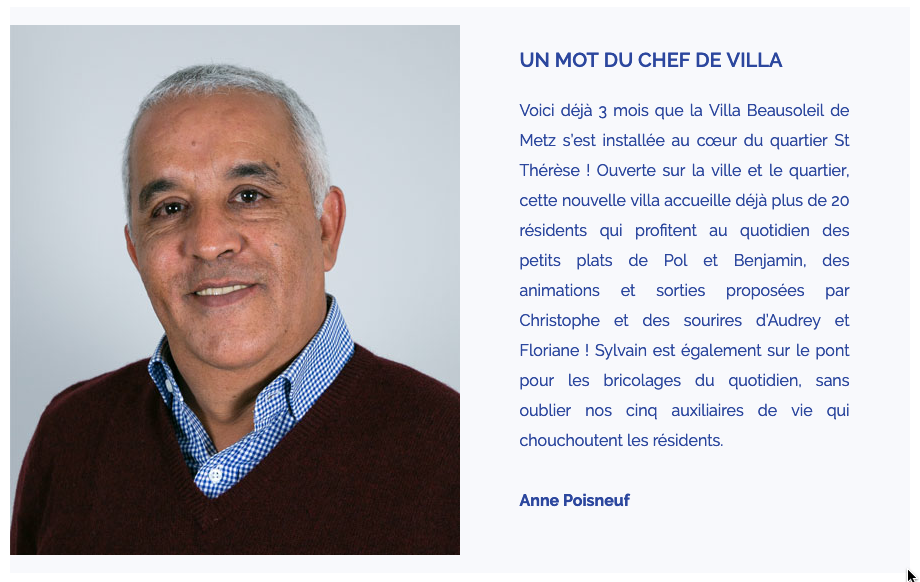 UN MOT DU CHEF DE VILLA
Voici déjà 3 mois que la Villa Beausoleil de
Metz s'est installée au cœur du quartier St
Thérèse ! Ouverte sur la ville et le quartier,
cette nouvelle villa accueille déjà plus de 20
résidents qui profitent au quotidien des
petits plats de Pol et Benjamin, des
animations et sorties proposées par
Christophe et des sourires d'Audrey et
Floriane ! Sylvain est également sur le pont
pour les bricolages du quotidien, sans
oublier nos cinq auxiliaires de vie qui
chouchoutent les résidents.
Anne Poisneuf